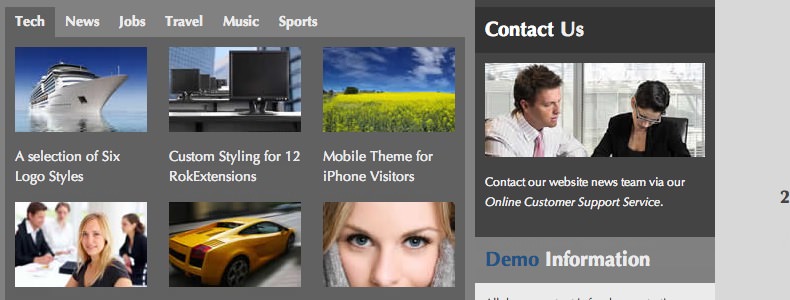 Tech News Jobs Travel Music Sports
A selection of Six
Logo Styles
Custom Styling for 12
RokExtensions
Mobile Theme for
iPhone Visitors
Contact Us
Contact our website news team via our
Online Customer Support Service.
Demo Information
2